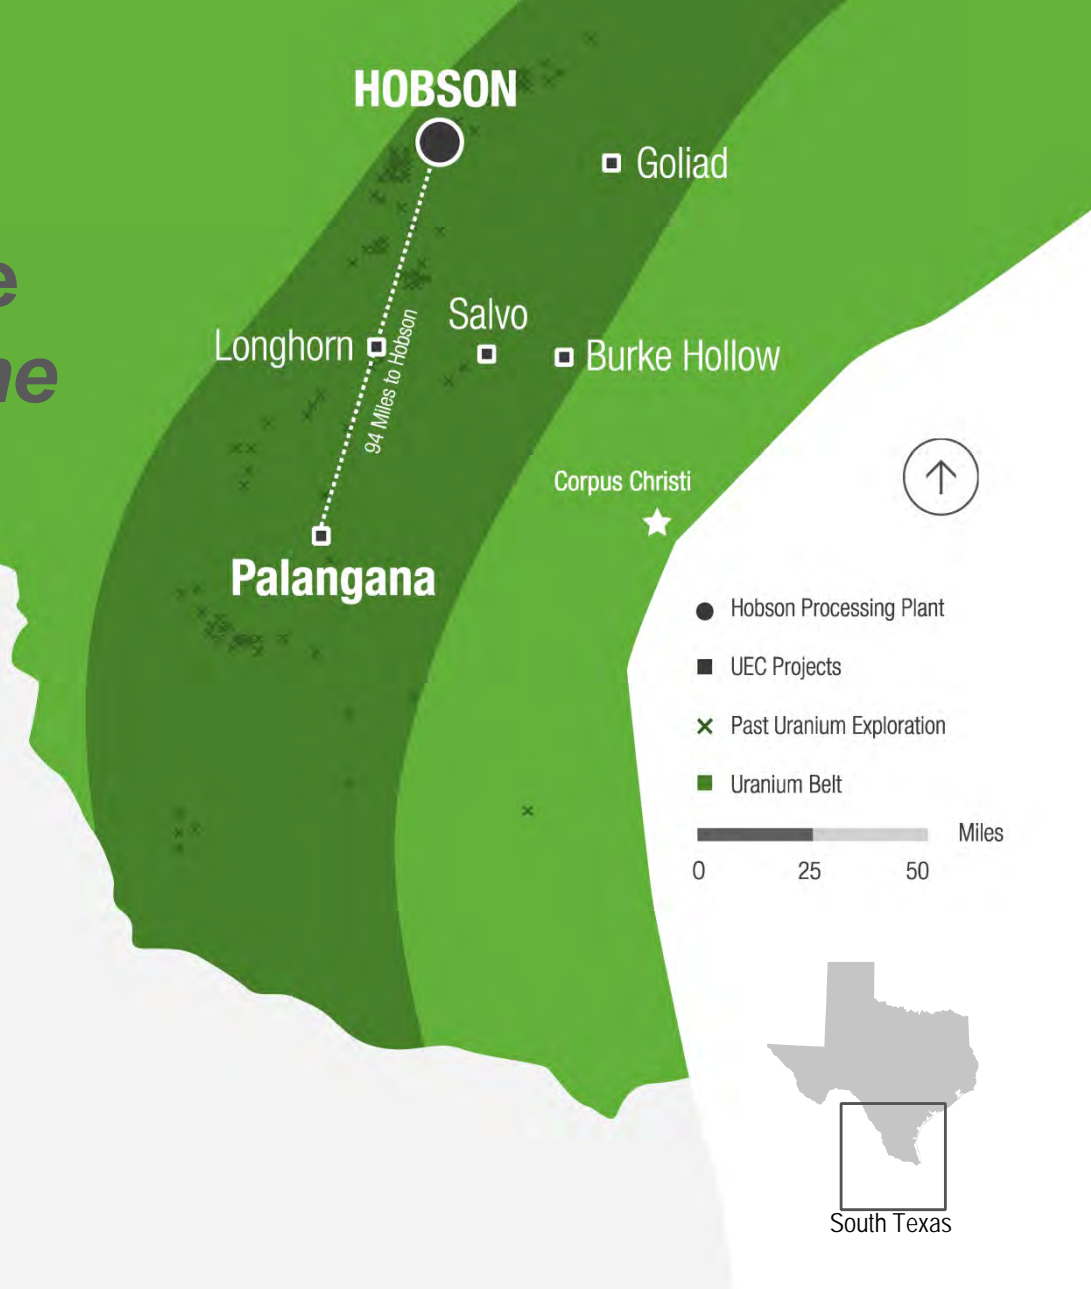 HOBSON
Goliad
e
Salvo
Longhorn
94 Miles to Hobson
Burke Hollow
ne
Corpus Christi
Palangana
Hobson Processing Plant
UEC Projects
Past Uranium Exploration
Uranium Belt
Miles
0 25 50
South Texas